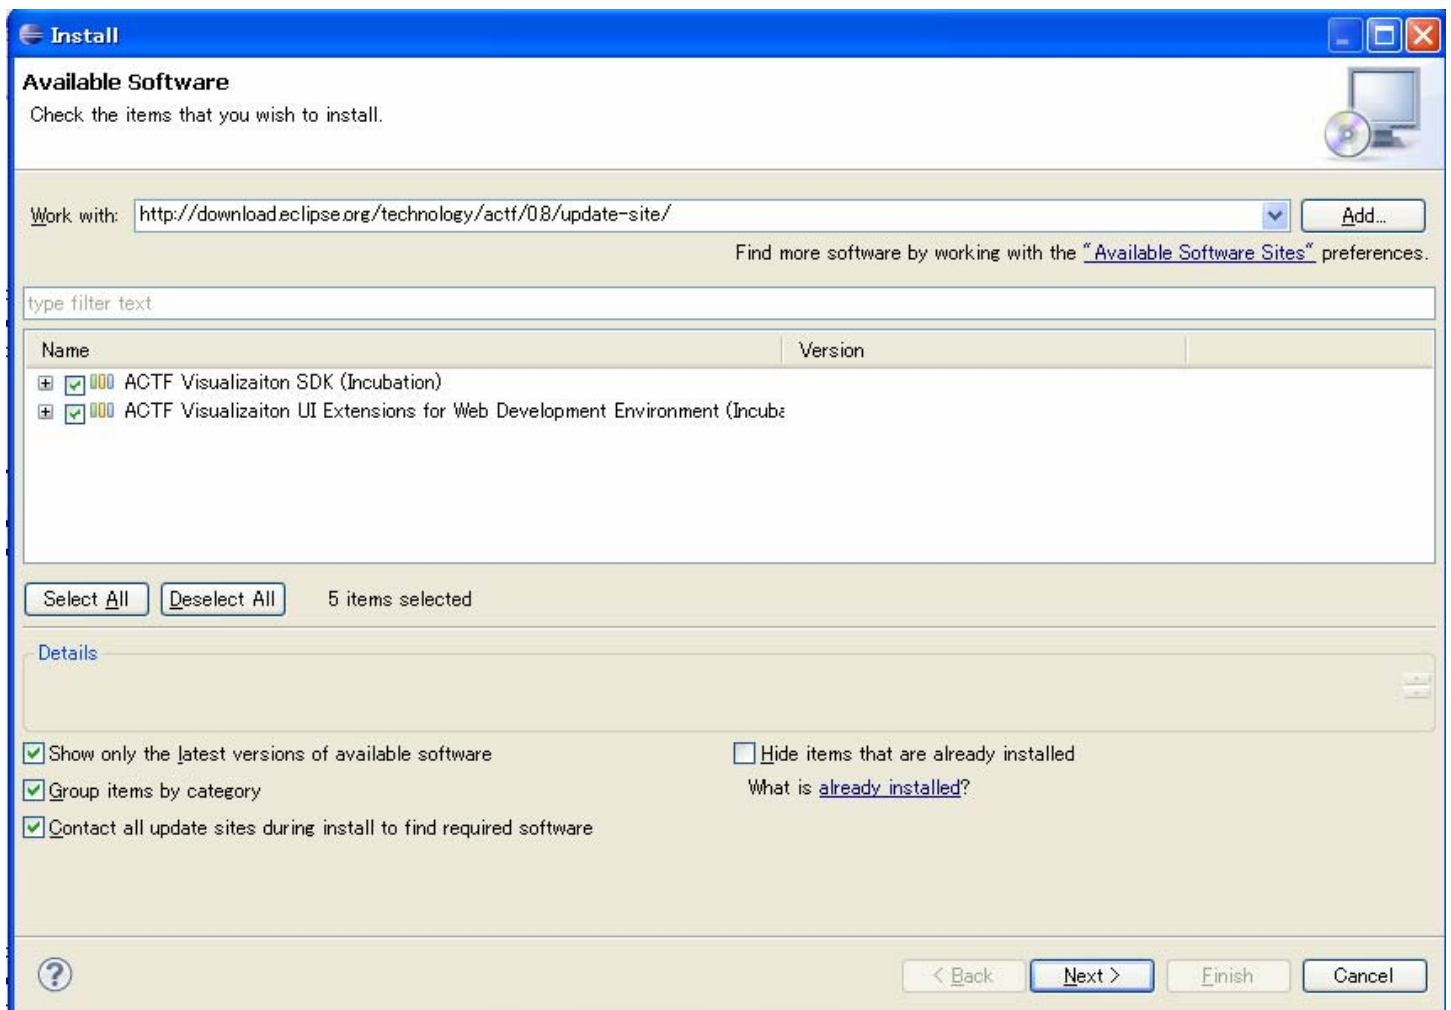 Install
Available Software
Check the items that you wish to install.
Work with: http://download.eclipse.org/technology/actf/0.8/update-site/ Add...
Find more software by working with the "Available Software Sites" preferences.
type filter text
Name Version
ACTF Visualizaiton SDK (Incubation)
ACTF Visualizaiton UI Extensions for Web Development Environment (Incuba
Select All Deselect All 5 items selected
Details
Show only the latest versions of available software Hide items that are already installed
Group items by category What is already installed?
Contact all update sites during install to find required software
? < Back Next > Finish Cancel